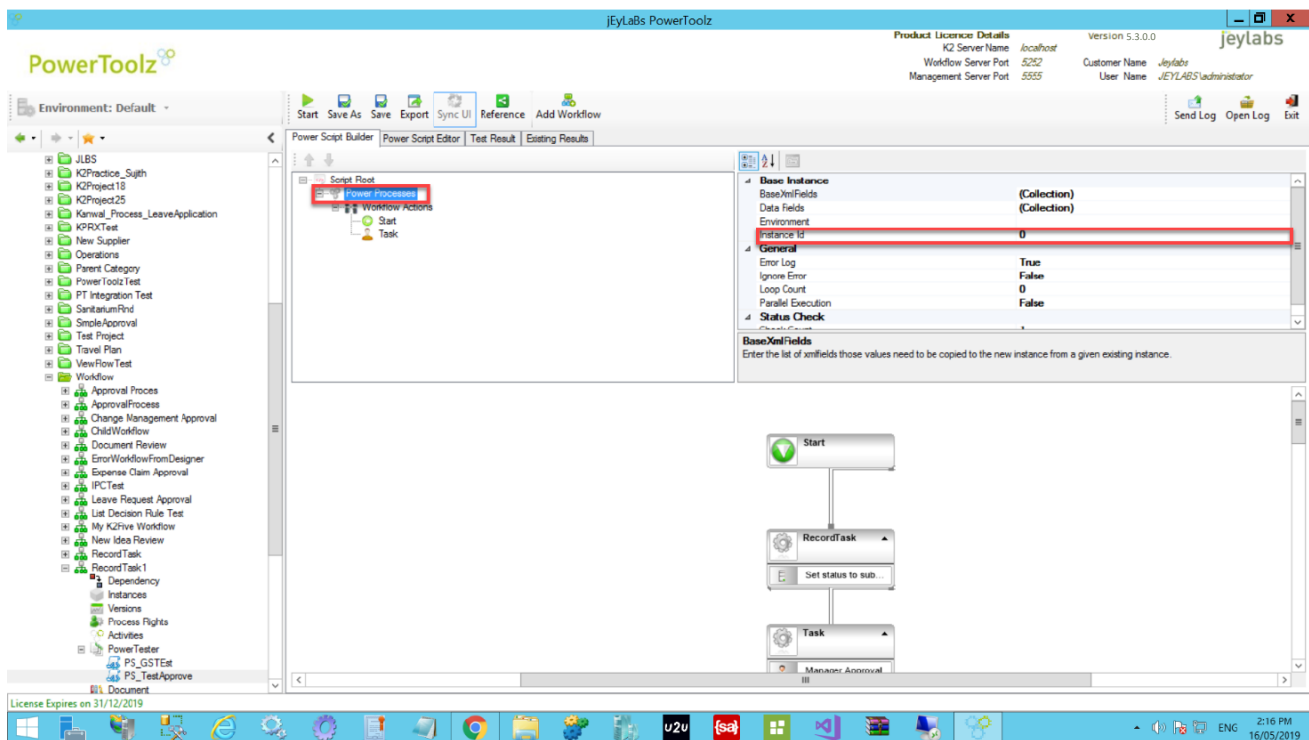 jEyLaBs PowerToolz
PowerToolz
Product Licence Details
K2 Server Name localhost
Workflow Server Port 5252
Management Server Port 5555
Version 5.3.0.0
Customer Name Jeylabs
User Name JEYLABS\administrator
jeylabs
Environment: Default
Start Save As Save Export Sync UI Reference Add Workflow
Send Log Open Log Exit
Power Script Builder Power Script Editor Test Result Existing Results
JLBS
K2Practice_Sujith
K2Project18
K2Project25
Kanwal_Process_LeaveApplication
KPRXTest
New Supplier
Operations
Parent Category
PowerToolzTest
PT Integration Test
SanitariumRnd
SmpleApproval
Test Project
Travel Plan
ViewFlowTest
Workflow
Approval Proces
ApprovalFrocess
Change Management Approval
ChildWorkflow
Document Review
ErrorWorkflowFromDesigner
Expense Claim Approval
IPCTest
Leave Request Approval
List Decision Rule Test
My K2Five Workflow
New Idea Review
RecordTask
RecordTask1
Dependency
Instances
Versions
Process Rights
Activities
PowerTester
PS_GSTEst
PS_TestApprove
Document
Script Root
Power Processes
Workflow Actions
Start
Task
Base Instance
BaseXmlFields (Collection)
Data Fields (Collection)
Environment
Instance Id 0
General
Error Log True
Ignore Error False
Loop Count 0
Parallel Execution False
Status Check
BaseXmlFields
Enter the list of xmlfields those values need to be copied to the new instance from a given existing instance.
Start
RecordTask
Set status to sub...
Task
Manager Approval
License Expires on 31/12/2019
u2u
{sa}
ENG
2:16 PM
16/05/2019